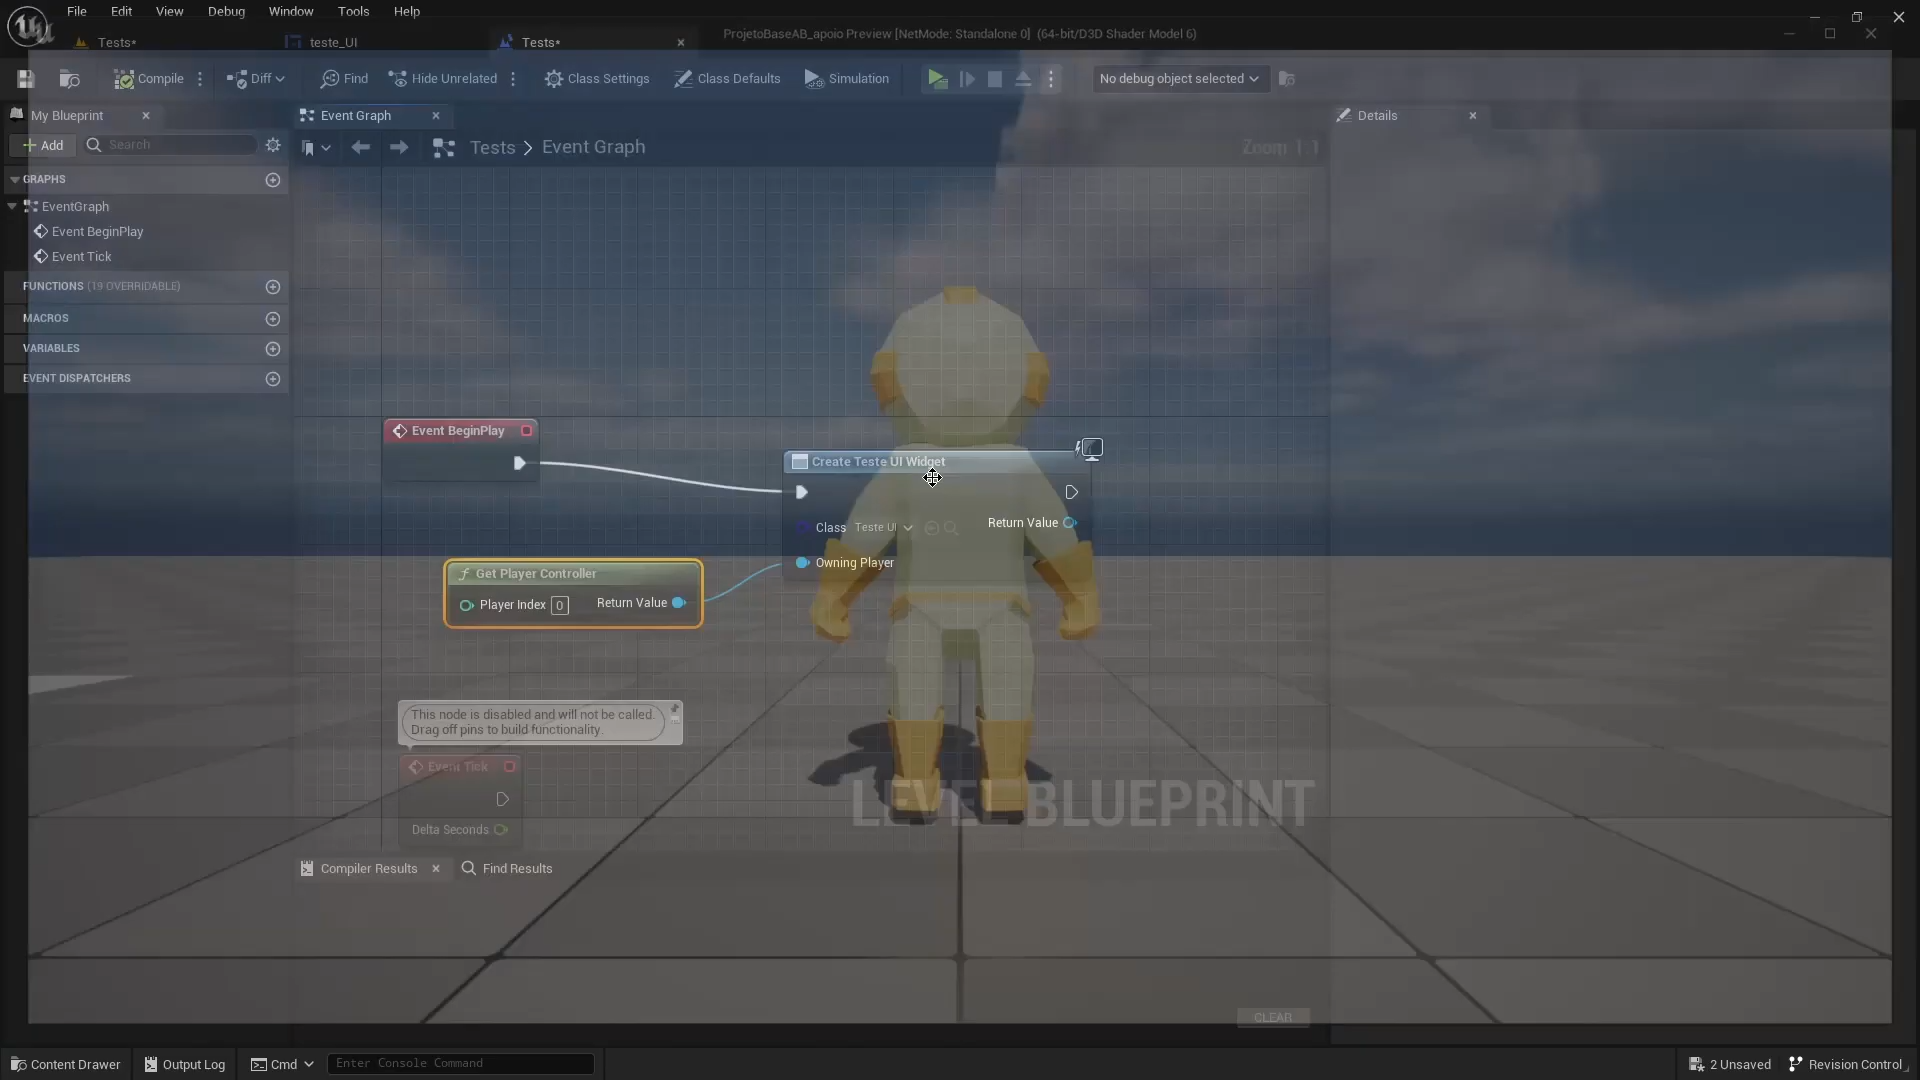 File Edit View Debug Window Tools Help
ProjetoBaseAB_apoio Preview [NetMode: Standalone 0] (64-bit/D3D Shader Model 6)
Tests* teste_UI Tests*
Compile Diff Find Hide Unrelated Class Settings Class Defaults Simulation No debug object selected
My Blueprint Event Graph Details
Add Search Tests > Event Graph Zoom 1:1
GRAPHS
EventGraph
Event BeginPlay
Event Tick
FUNCTIONS (19 OVERRIDABLE)
MACROS
VARIABLES
EVENT DISPATCHERS
Event BeginPlay
Create Teste UI Widget
Class Teste UI Return Value
Owning Player
Get Player Controller
Player Index 0 Return Value
This node is disabled and will not be called.
Drag off pins to build functionality.
Event Tick
Delta Seconds
LEVEL BLUEPRINT
Compiler Results Find Results
CLEAR
Content Drawer Output Log Cmd Enter Console Command 2 Unsaved Revision Control